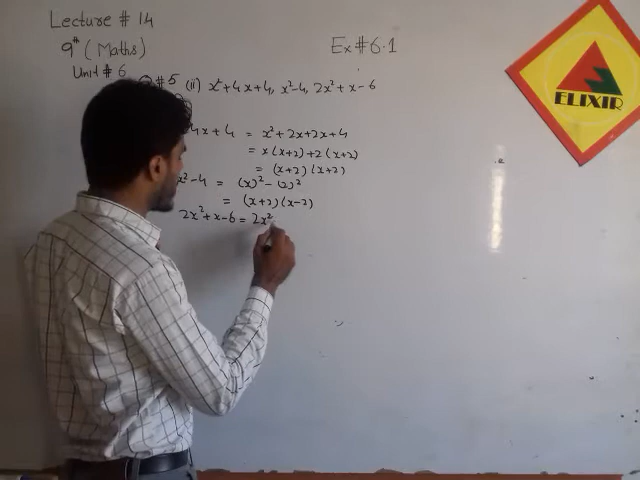 Lecture # 14
9th (Maths)
Ex # 6.1
Unit # 6
#5 (ii) x²+4x+4, x²-4, 2x²+x-6
4x+4 = x²+2x+2x+4
= x(x+2)+2(x+2)
= (x+2)(x+2)
x²-4 = (x)²-(2)²
= (x+2)(x-2)
2x²+x-6 = 2x²
ELIXIR